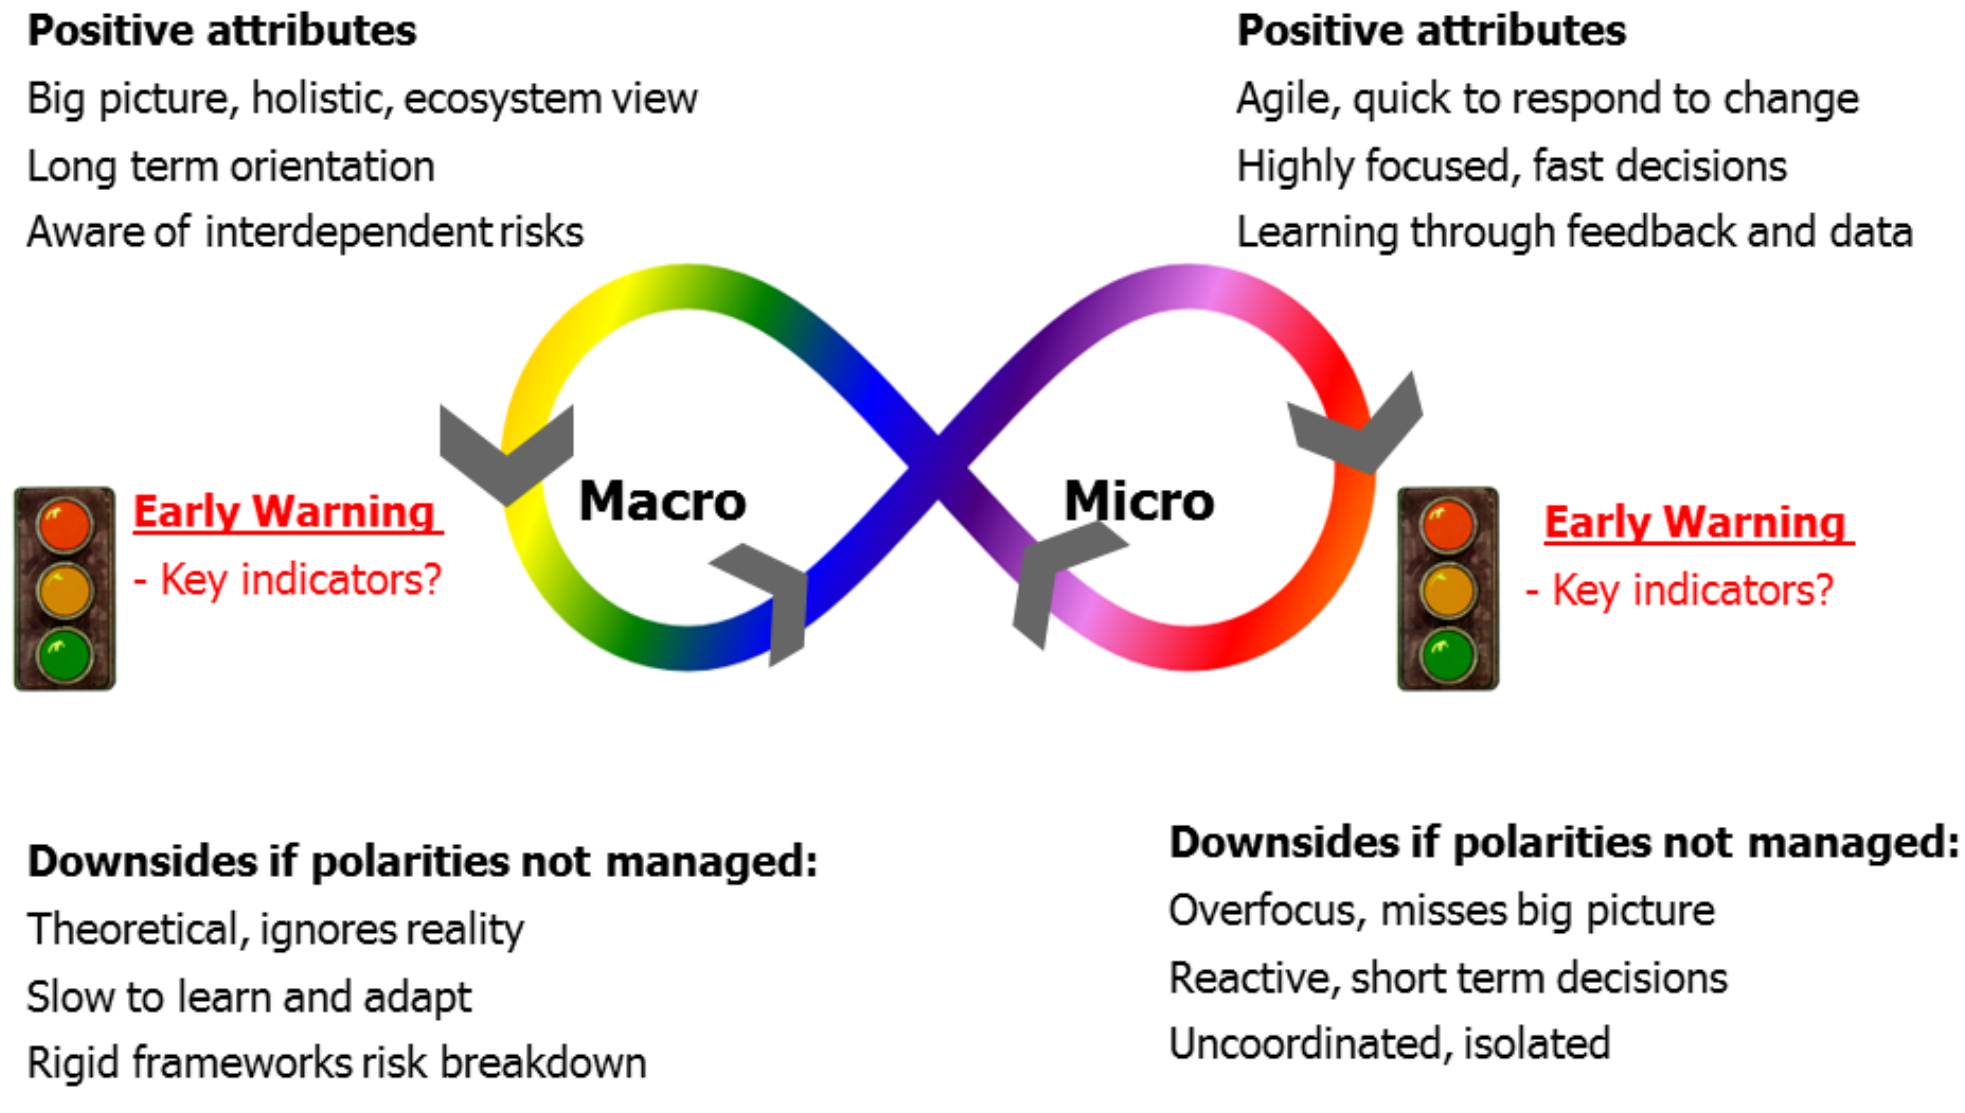 Positive attributes
Big picture, holistic, ecosystem view
Long term orientation
Aware of interdependent risks
Positive attributes
Agile, quick to respond to change
Highly focused, fast decisions
Learning through feedback and data
Macro
Micro
Early Warning
- Key indicators?
Early Warning
- Key indicators?
Downsides if polarities not managed:
Theoretical, ignores reality
Slow to learn and adapt
Rigid frameworks risk breakdown
Downsides if polarities not managed:
Overfocus, misses big picture
Reactive, short term decisions
Uncoordinated, isolated